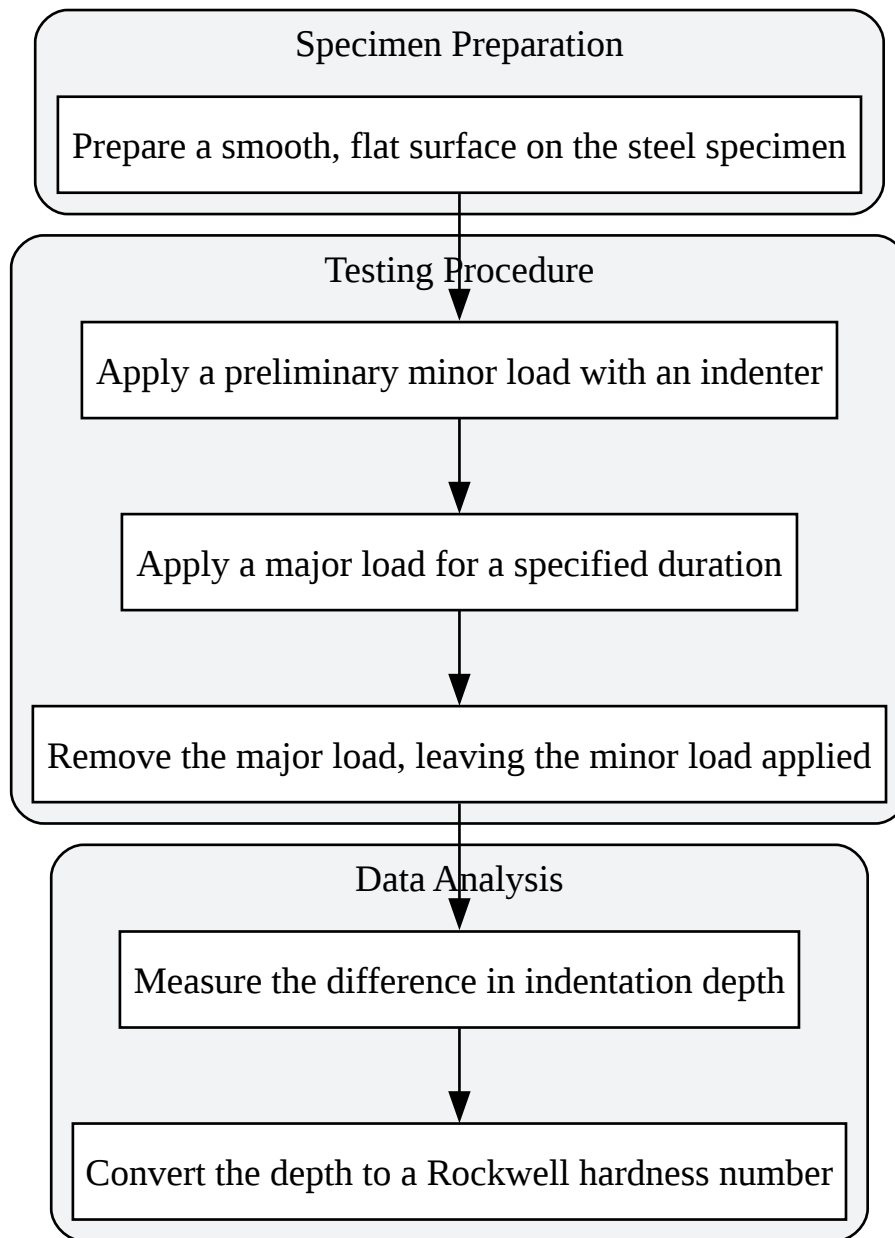 Specimen Preparation
Prepare a smooth, flat surface on the steel specimen
Testing Procedure
Apply a preliminary minor load with an indenter
Apply a major load for a specified duration
Remove the major load, leaving the minor load applied
Data Analysis
Measure the difference in indentation depth
Convert the depth to a Rockwell hardness number